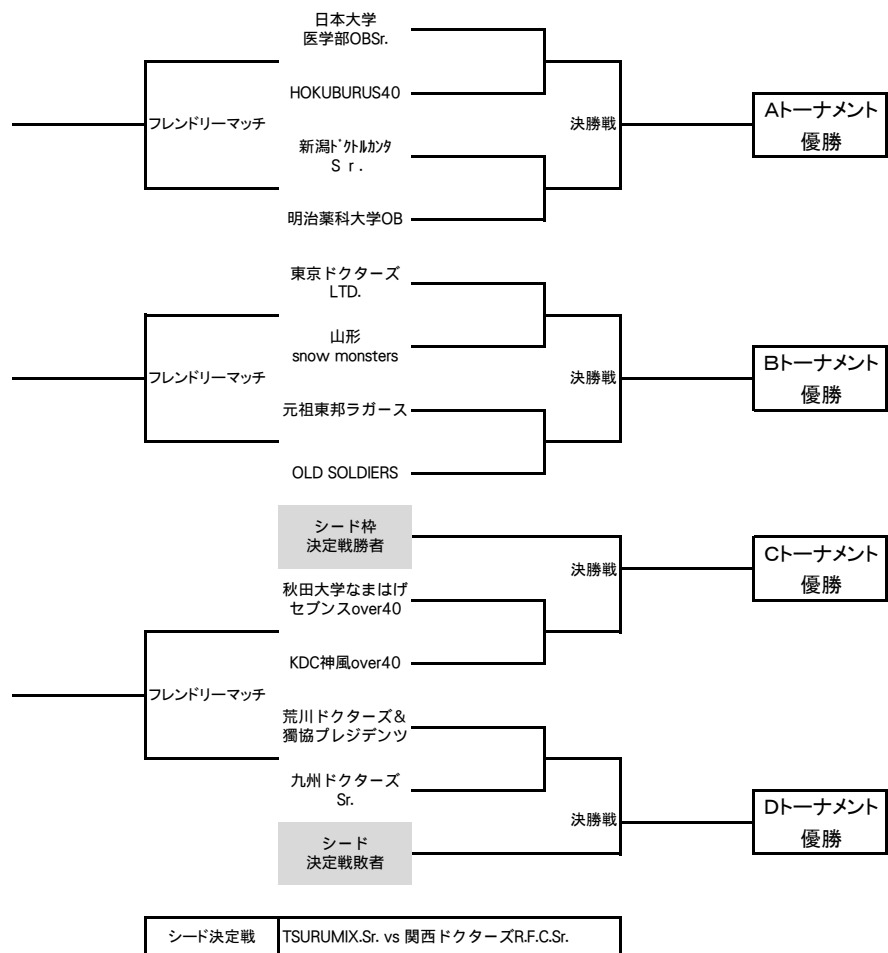 日本大学
医学部OBSr.
HOKUBURUS40
フレンドリーマッチ
決勝戦
Aトーナメント
優勝
新潟ﾄﾞｸﾄﾙｶﾝﾀ
Ｓｒ.
明治薬科大学OB
東京ドクターズ
LTD.
山形
snow monsters
フレンドリーマッチ
決勝戦
Bトーナメント
優勝
元祖東邦ラガース
OLD SOLDIERS
シード枠
決定戦勝者
決勝戦
Cトーナメント
優勝
秋田大学なまはげ
セブンスover40
KDC神風over40
フレンドリーマッチ
荒川ドクターズ&
獨協プレジデンツ
九州ドクターズ
Sr.
決勝戦
Dトーナメント
優勝
シード
決定戦敗者
シード決定戦 TSURUMIX.Sr. vs 関西ドクターズR.F.C.Sr.